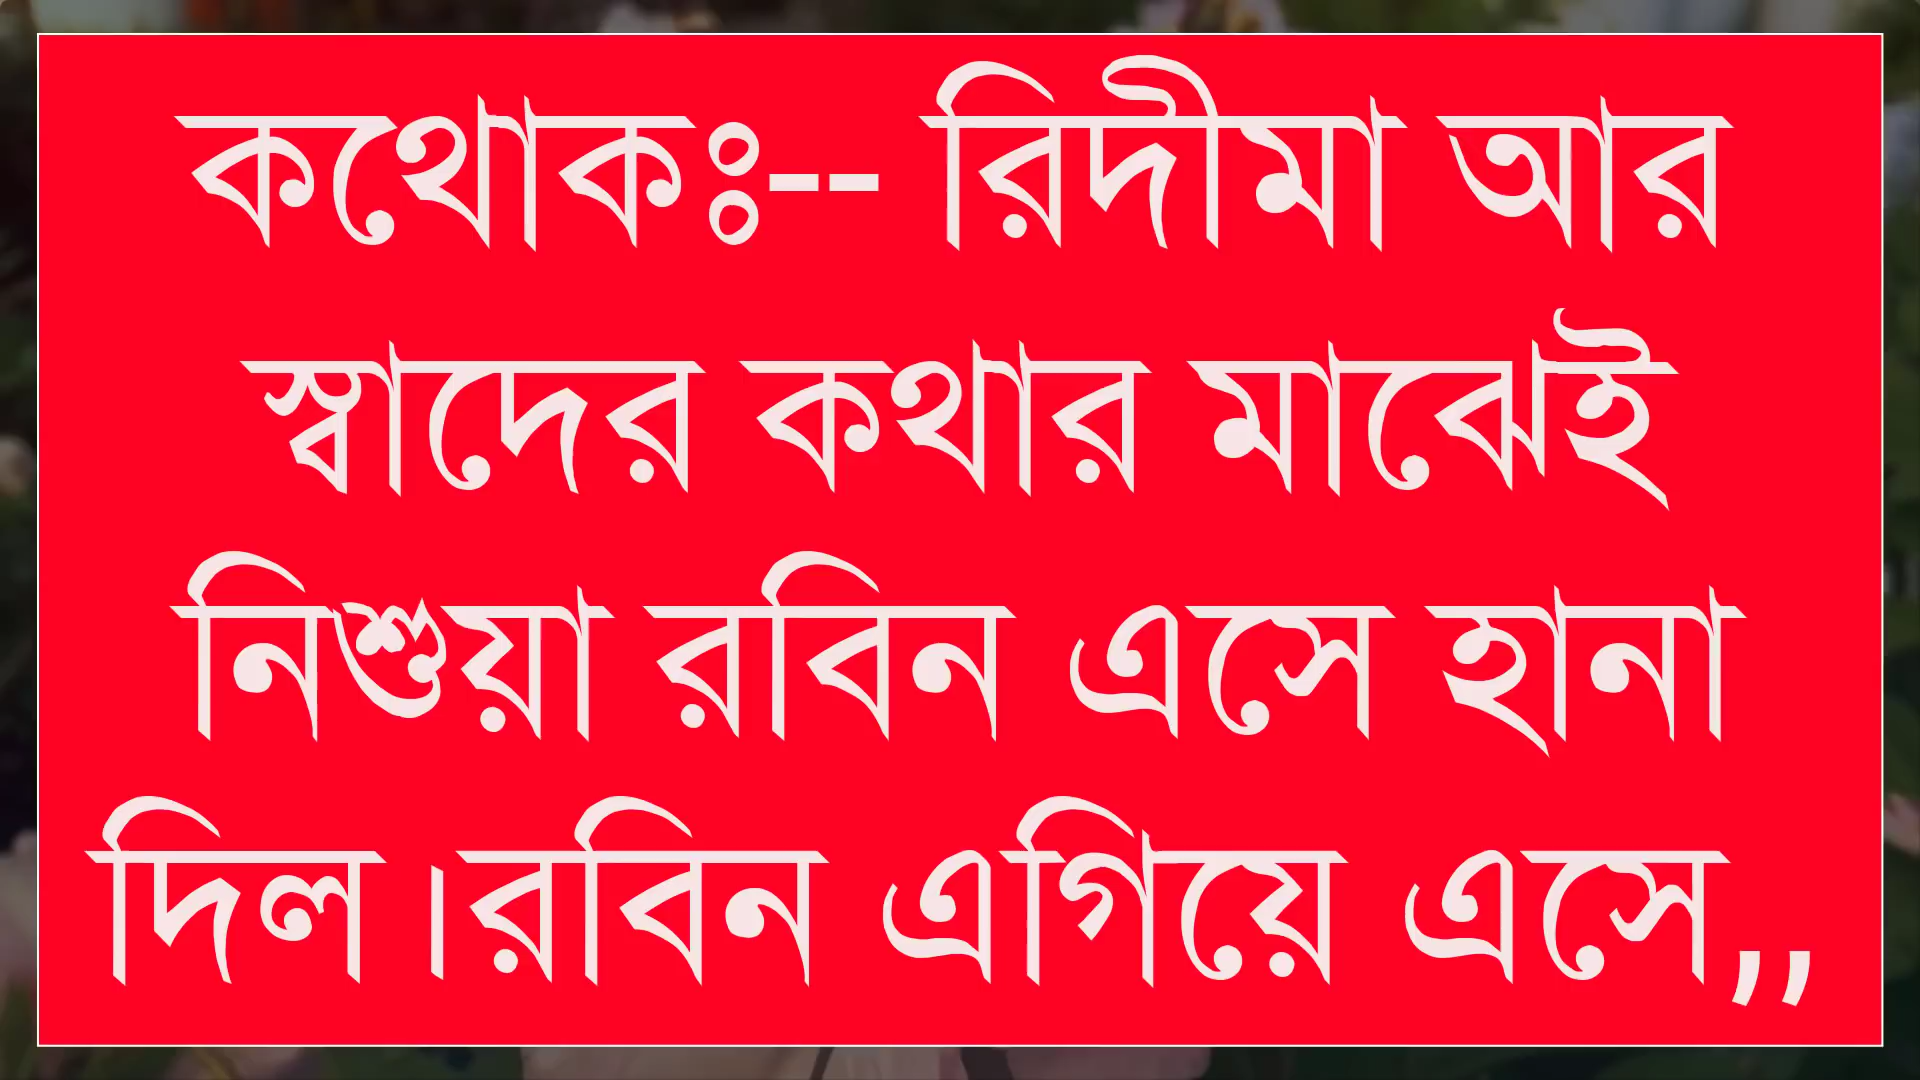 কথোকঃ-- রিদীমা আর
স্বাদের কথার মাঝেই
নিশুয়া রবিন এসে হানা
দিল।রবিন এগিয়ে এসে,,